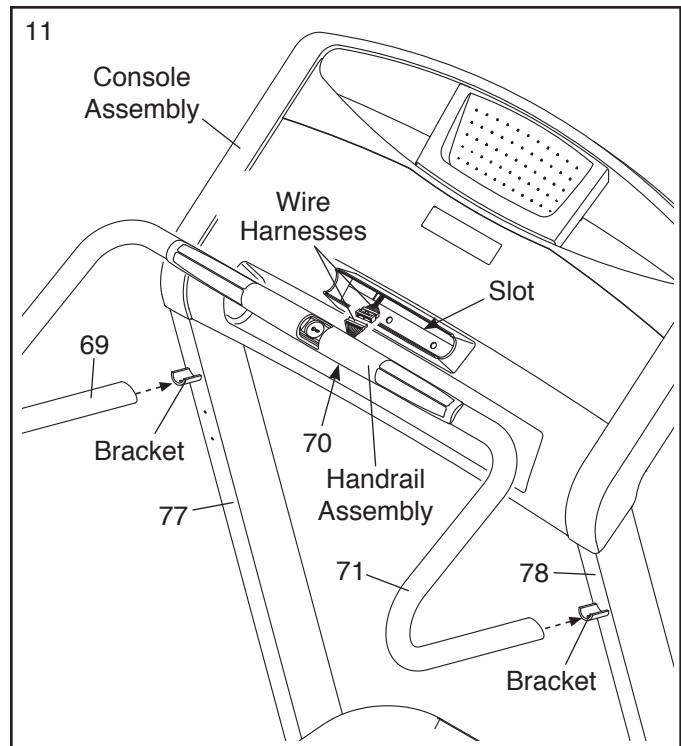 11
Console
Assembly
Wire
Harnesses
Slot
69
Bracket
70
Handrail
Assembly
77
71
78
Bracket